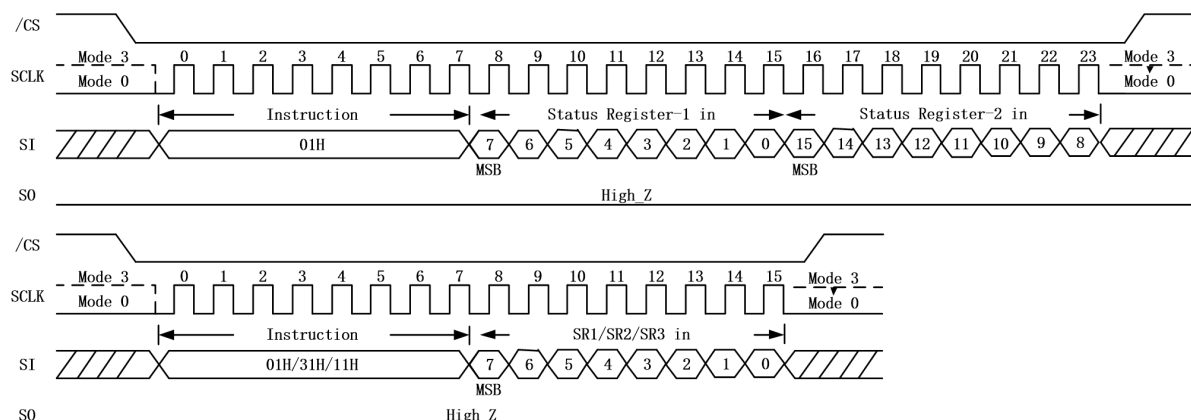 /CS
Mode 3 0 1 2 3 4 5 6 7 8 9 10 11 12 13 14 15 16 17 18 19 20 21 22 23 Mode 3
SCLK
Mode 0 Mode 0
Instruction Status Register-1 in Status Register-2 in
SI 01H 7 6 5 4 3 2 1 0 15 14 13 12 11 10 9 8
MSB MSB
SO High_Z
/CS
Mode 3 0 1 2 3 4 5 6 7 8 9 10 11 12 13 14 15 Mode 3
SCLK
Mode 0 Mode 0
Instruction SR1/SR2/SR3 in
SI 01H/31H/11H 7 6 5 4 3 2 1 0
MSB
SO High_Z